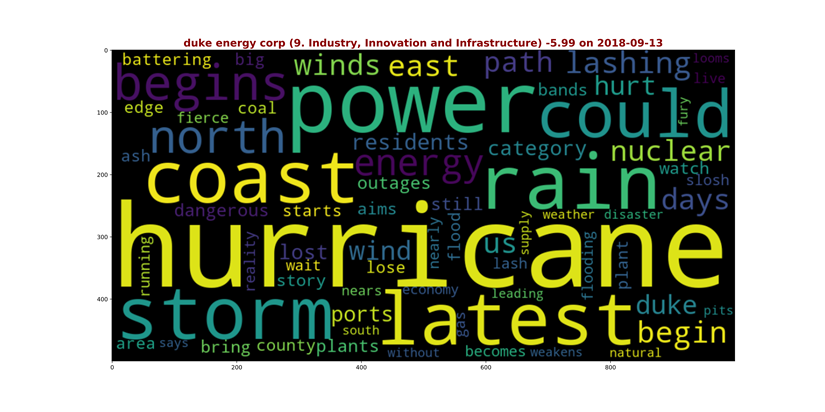 duke energy corp (9. Industry, Innovation and Infrastructure) -5.99 on 2018-09-13
0
100
200
300
400
0
200
400
600
800
battering big winds east path lashing looms
begins live
power bands hurt fury
edge coal could
fierce
north residents category nuclear
ash energy watch
coast outages rain slosh
days
dangerous starts aims still weather disaster
hurricane
running reality lost wait wind nearly flood us supply flooding plant
lose lash
story nears economy leading
storm ports latest duke pits
south gas begin
area says bring county plants without becomes weakens natural